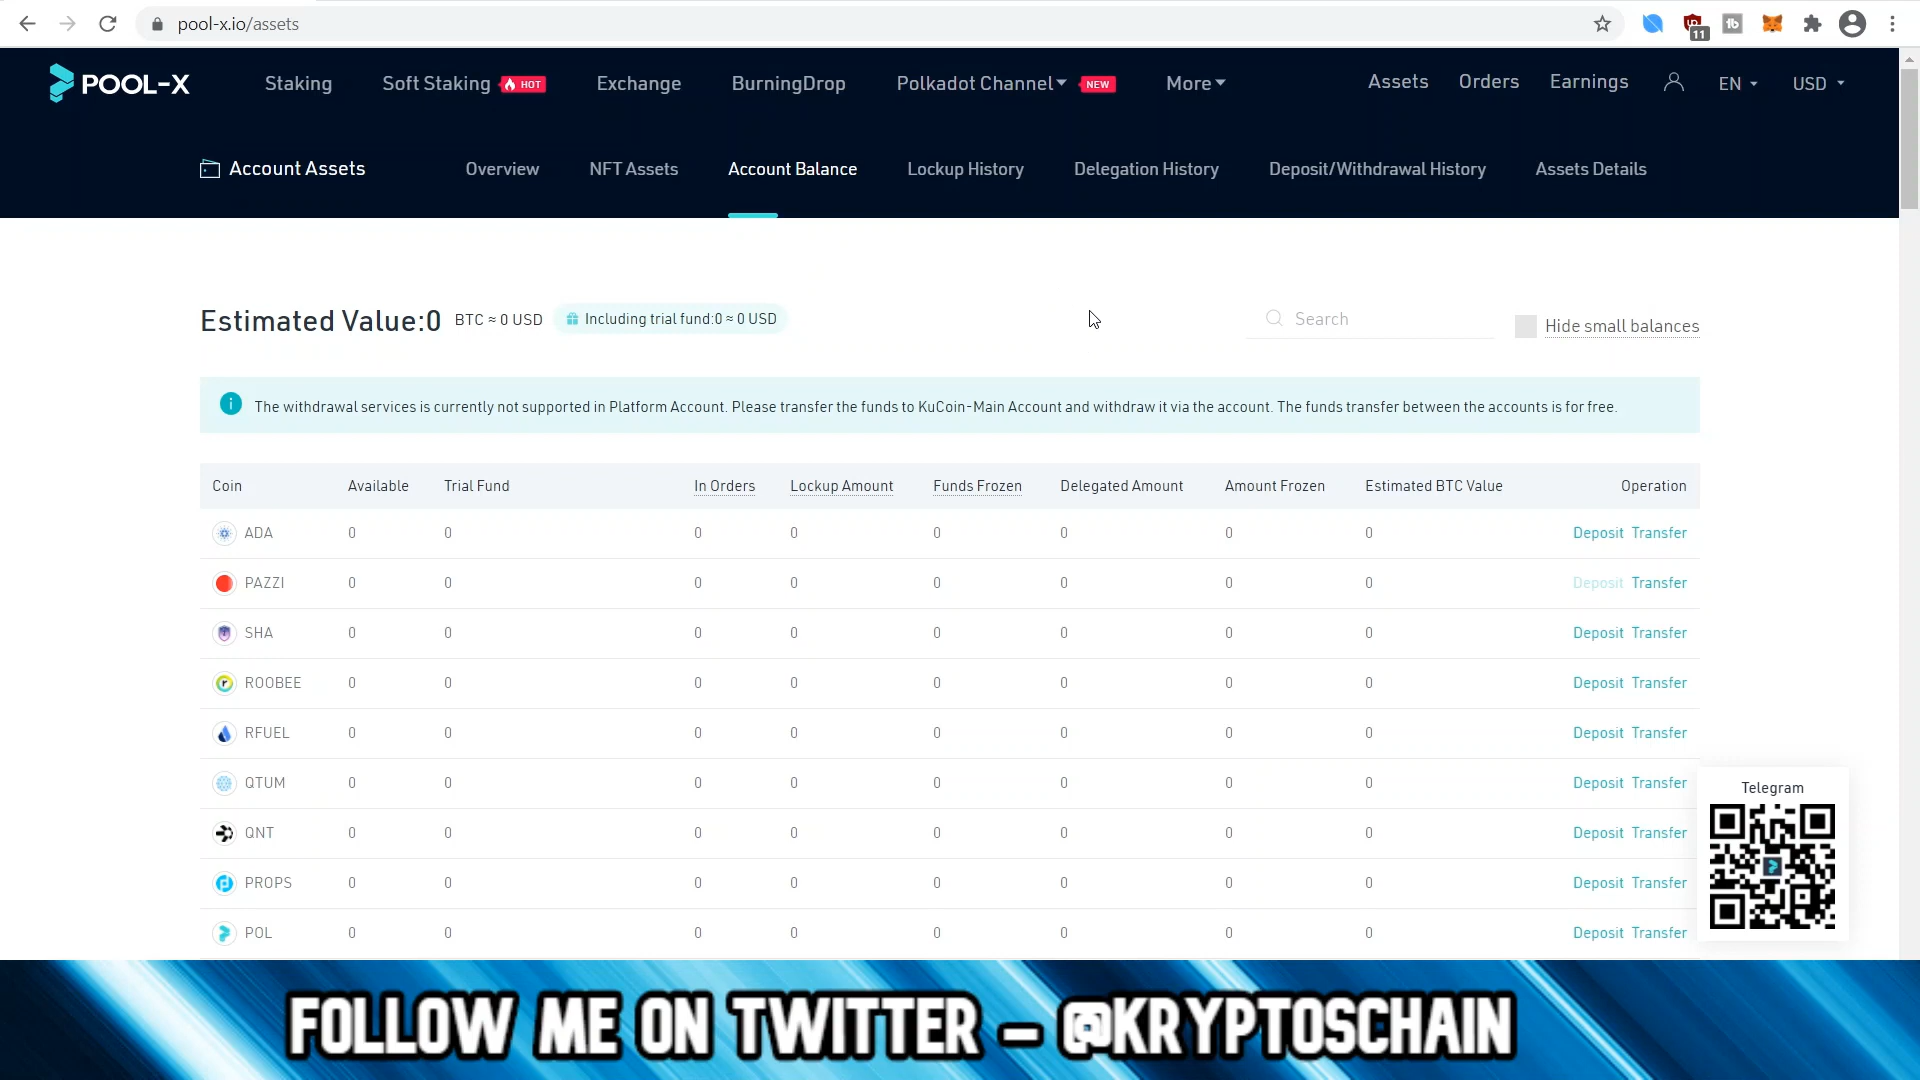 pool-x.io/assets
11
POOL-X
Staking
Soft Staking
HOT
Exchange
BurningDrop
Polkadot Channel
NEW
More
Assets
Orders
Earnings
EN
USD
Account Assets
Overview
NFT Assets
Account Balance
Lockup History
Delegation History
Deposit/Withdrawal History
Assets Details
Estimated Value:0 BTC ≈ 0 USD
Including trial fund:0 ≈ 0 USD
Search
Hide small balances
The withdrawal services is currently not supported in Platform Account. Please transfer the funds to KuCoin-Main Account and withdraw it via the account. The funds transfer between the accounts is for free.
Coin Available Trial Fund In Orders Lockup Amount Funds Frozen Delegated Amount Amount Frozen Estimated BTC Value Operation
ADA 0 0 0 0 0 0 0 0 Deposit Transfer
PAZZI 0 0 0 0 0 0 0 0 Deposit Transfer
SHA 0 0 0 0 0 0 0 0 Deposit Transfer
ROOBEE 0 0 0 0 0 0 0 0 Deposit Transfer
RFUEL 0 0 0 0 0 0 0 0 Deposit Transfer
QTUM 0 0 0 0 0 0 0 0 Deposit Transfer
QNT 0 0 0 0 0 0 0 0 Deposit Transfer
PROPS 0 0 0 0 0 0 0 0 Deposit Transfer
POL 0 0 0 0 0 0 0 0 Deposit Transfer
Telegram
FOLLOW ME ON TWITTER – @KRYPTOSCHAIN